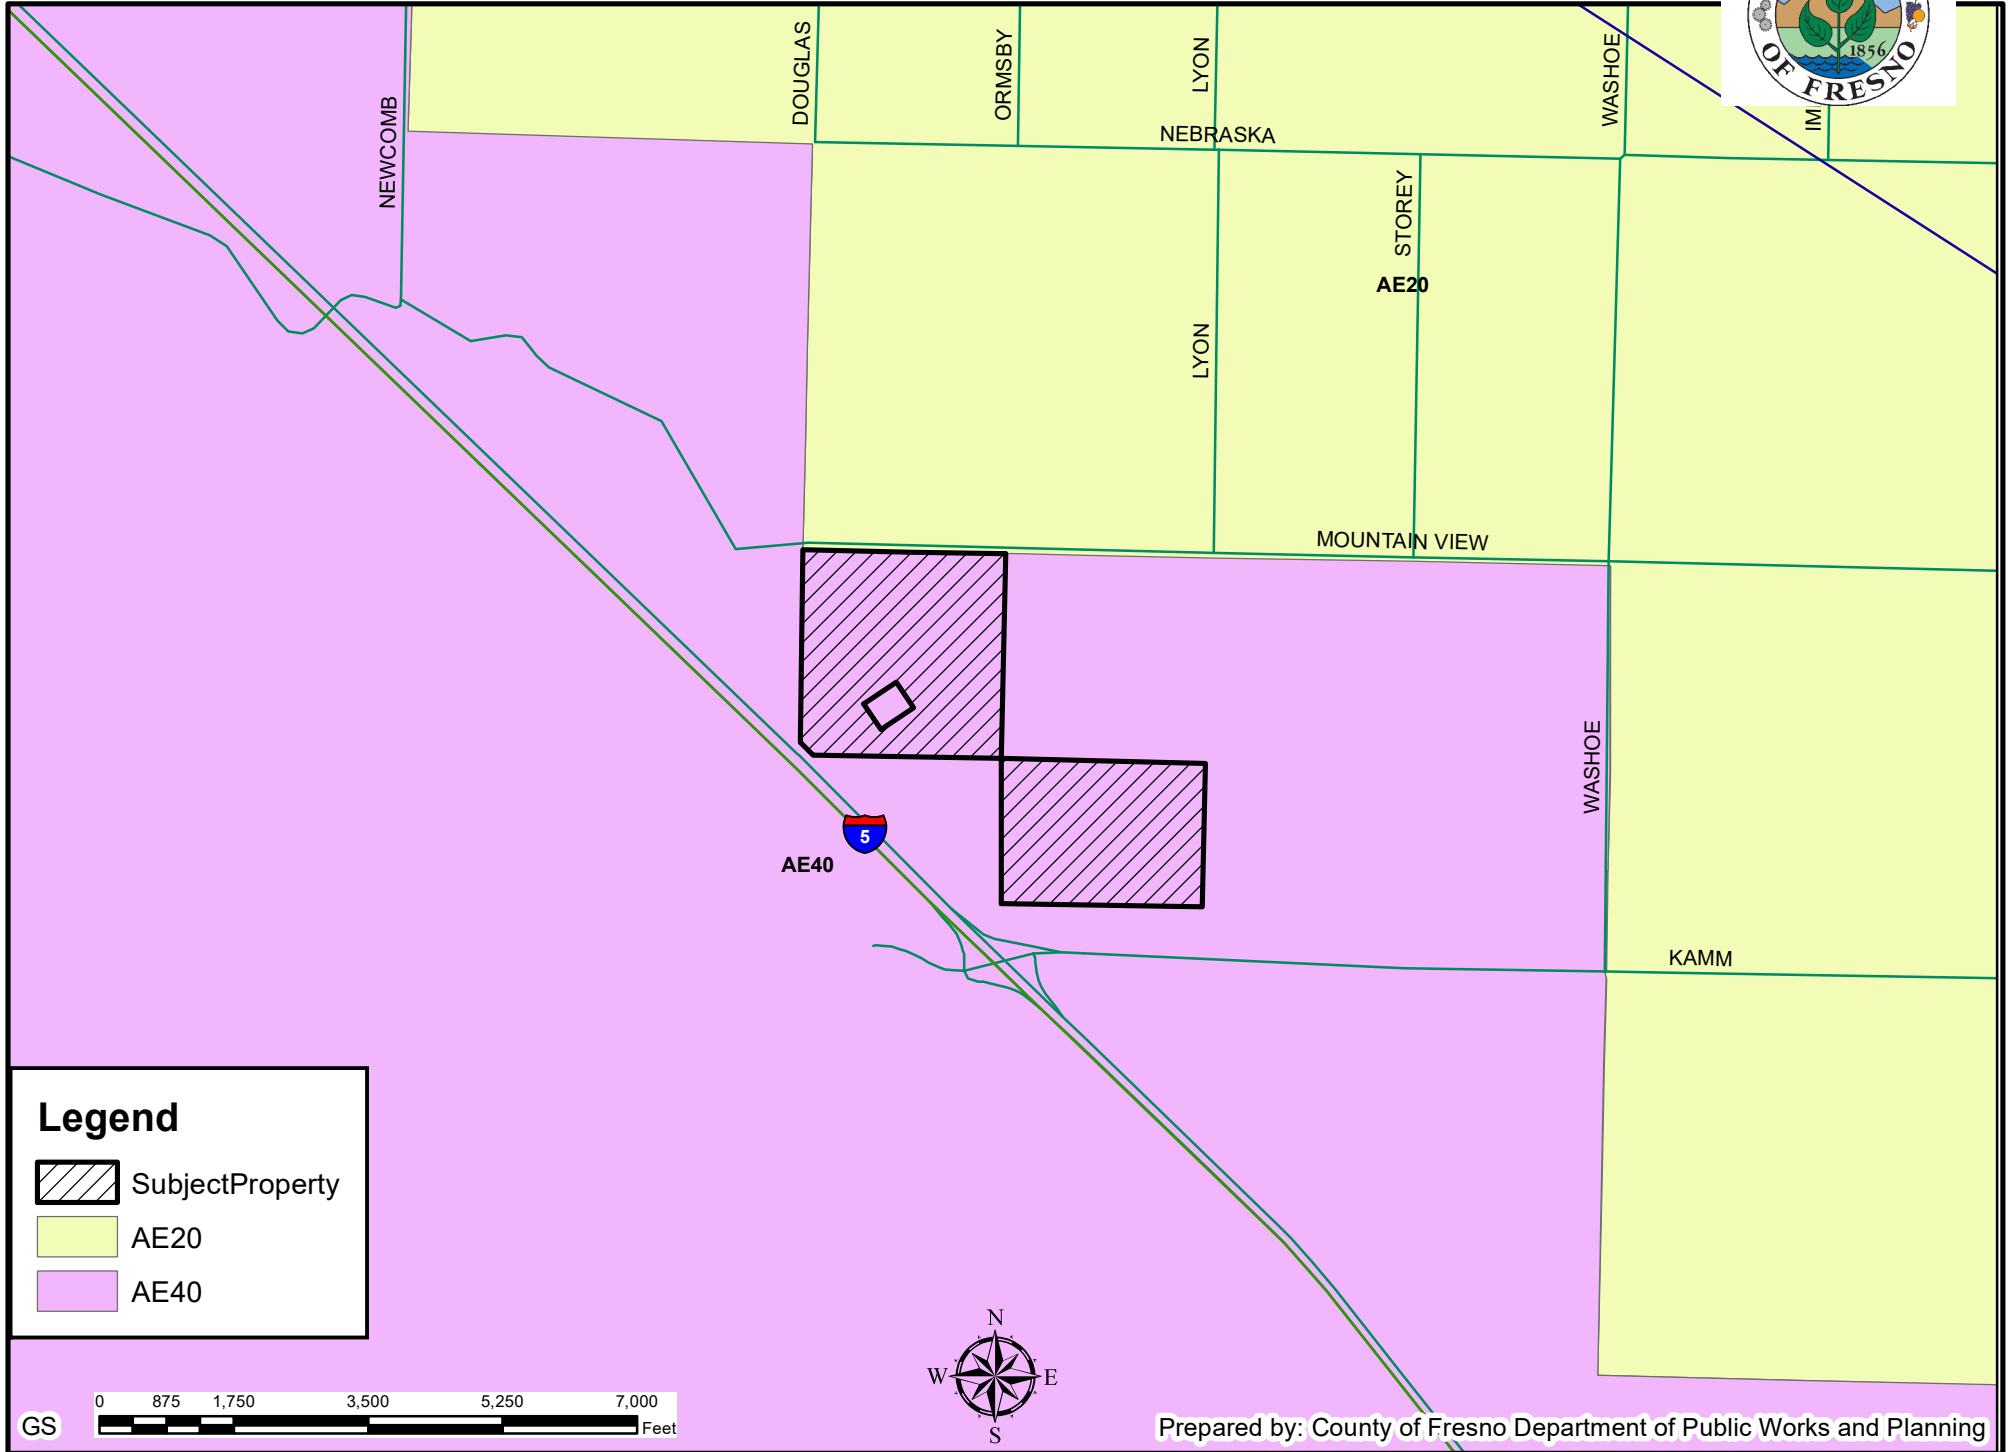 DOUGLAS
ORMSBY
LYON
WASHOE
1856
OF FRESNO
IM
NEWCOMB
NEBRASKA
STOREY
AE20
LYON
MOUNTAIN VIEW
WASHOE
5
AE40
KAMM
Legend
SubjectProperty
AE20
AE40
N
W E
S
0 875 1,750 3,500 5,250 7,000
Feet
GS
Prepared by: County of Fresno Department of Public Works and Planning